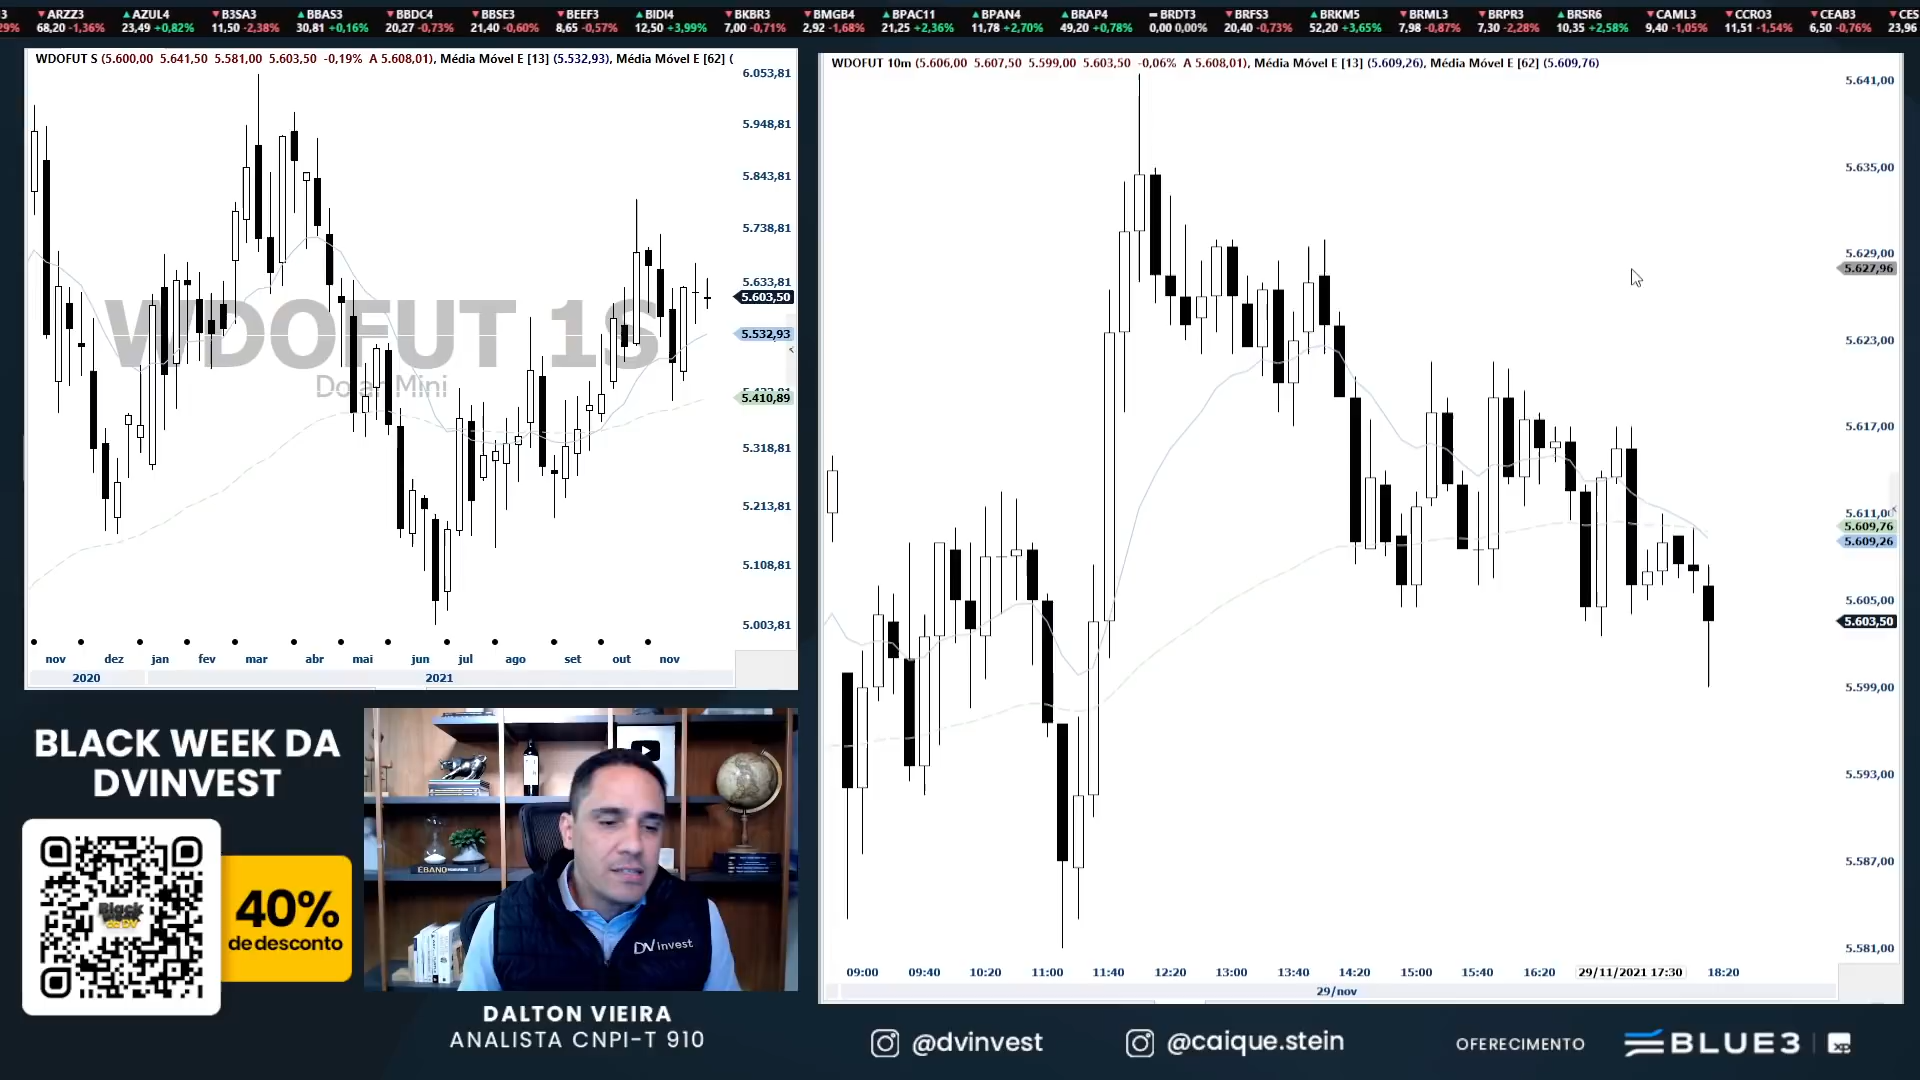 ARZZ3 AZUL4 B3SA3 BBAS3 BBDC4 BBSE3 BEEF3 BIDI4 BKBR3 BMGB4 BPAC11 BPAN4 BRAP4 BRDT3 BRFS3 BRKM5 BRML3 BRPR3 BRSR6 CAML3 CCRO3 CEAB3 CES
29% 68,20 -1,36% 23,49 +0,82% 11,50 -2,38% 30,81 +0,16% 20,27 -0,73% 21,40 -0,60% 8,65 -0,57% 12,50 +3,99% 7,00 -0,71% 2,92 -1,68% 21,25 +2,36% 11,78 +2,70% 49,20 +0,78% 0,00 0,00% 20,40 -0,73% 52,20 +3,65% 7,98 -0,87% 7,30 -2,28% 10,35 +2,58% 9,40 -1,05% 11,51 -1,54% 6,50 -0,76% 23,96
WDOFUT S (5.600,00 5.641,50 5.581,00 5.603,50 -0,19% A 5.608,01), Média Móvel E [13] (5.532,93), Média Móvel E [62] (
6.053,81
5.948,81
5.843,81
5.738,81
5.633,81
5.603,50
5.532,93
5.410,89
5.318,81
5.213,81
5.108,81
5.003,81
WDOFUT 1S
nov dez jan fev mar abr mai jun jul ago set out nov
2020 2021
WDOFUT 10m (5.606,00 5.607,50 5.599,00 5.603,50 -0,06% A 5.608,01), Média Móvel E [13] (5.609,26), Média Móvel E [62] (5.609,76)
5.641,00
5.635,00
5.629,00
5.627,96
5.623,00
5.617,00
5.611,00
5.609,76
5.609,26
5.605,00
5.603,50
5.599,00
5.593,00
5.587,00
5.581,00
09:00 09:40 10:20 11:00 11:40 12:20 13:00 13:40 14:20 15:00 15:40 16:20 29/11/2021 17:30 18:20
29/nov
BLACK WEEK DA
DVINVEST
Black
40%
de desconto
EBANO
DV invest
DALTON VIEIRA
ANALISTA CNPI-T 910
@dvinvest
@caique.stein
OFERECIMENTO
BLUE3
xp